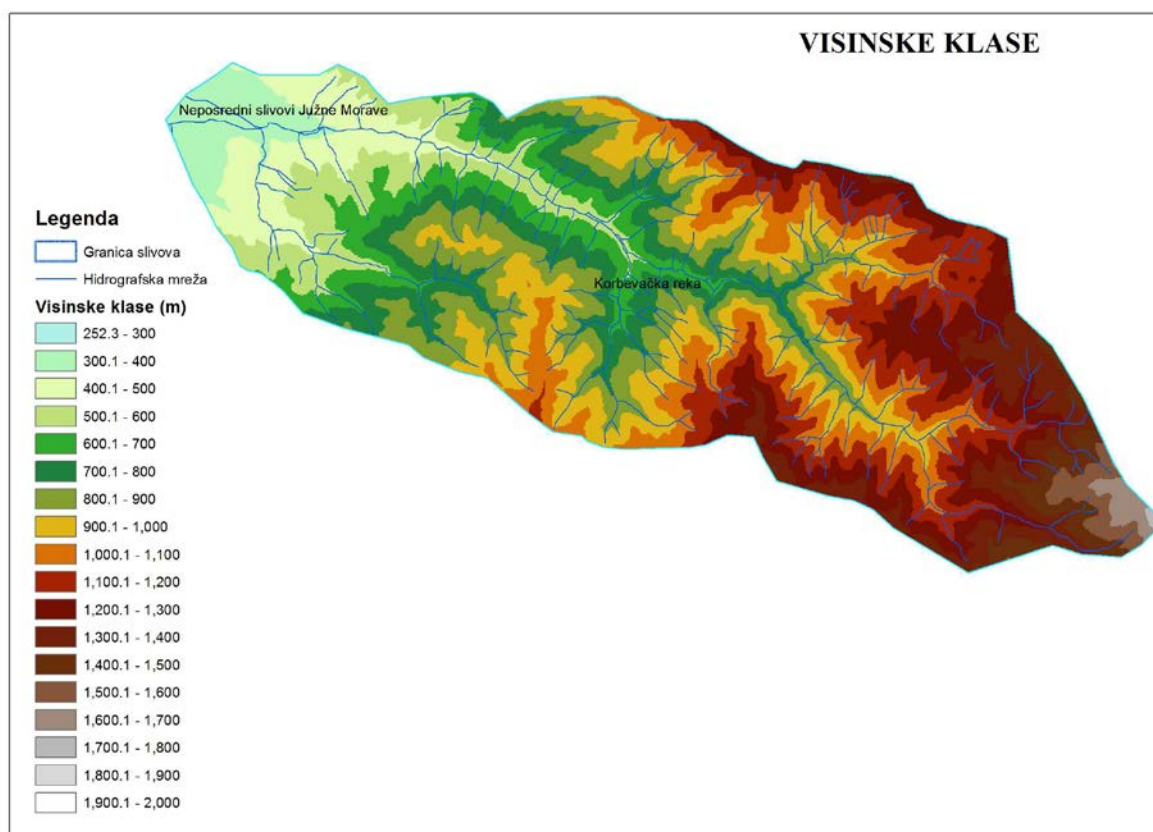 VISINSKE KLASE
Neposredni slivovi Južne Morave
Korbevačka reka
Legenda
Granica slivova
Hidrografska mreža
Visinske klase (m)
252.3 - 300
300.1 - 400
400.1 - 500
500.1 - 600
600.1 - 700
700.1 - 800
800.1 - 900
900.1 - 1,000
1,000.1 - 1,100
1,100.1 - 1,200
1,200.1 - 1,300
1,300.1 - 1,400
1,400.1 - 1,500
1,500.1 - 1,600
1,600.1 - 1,700
1,700.1 - 1,800
1,800.1 - 1,900
1,900.1 - 2,000